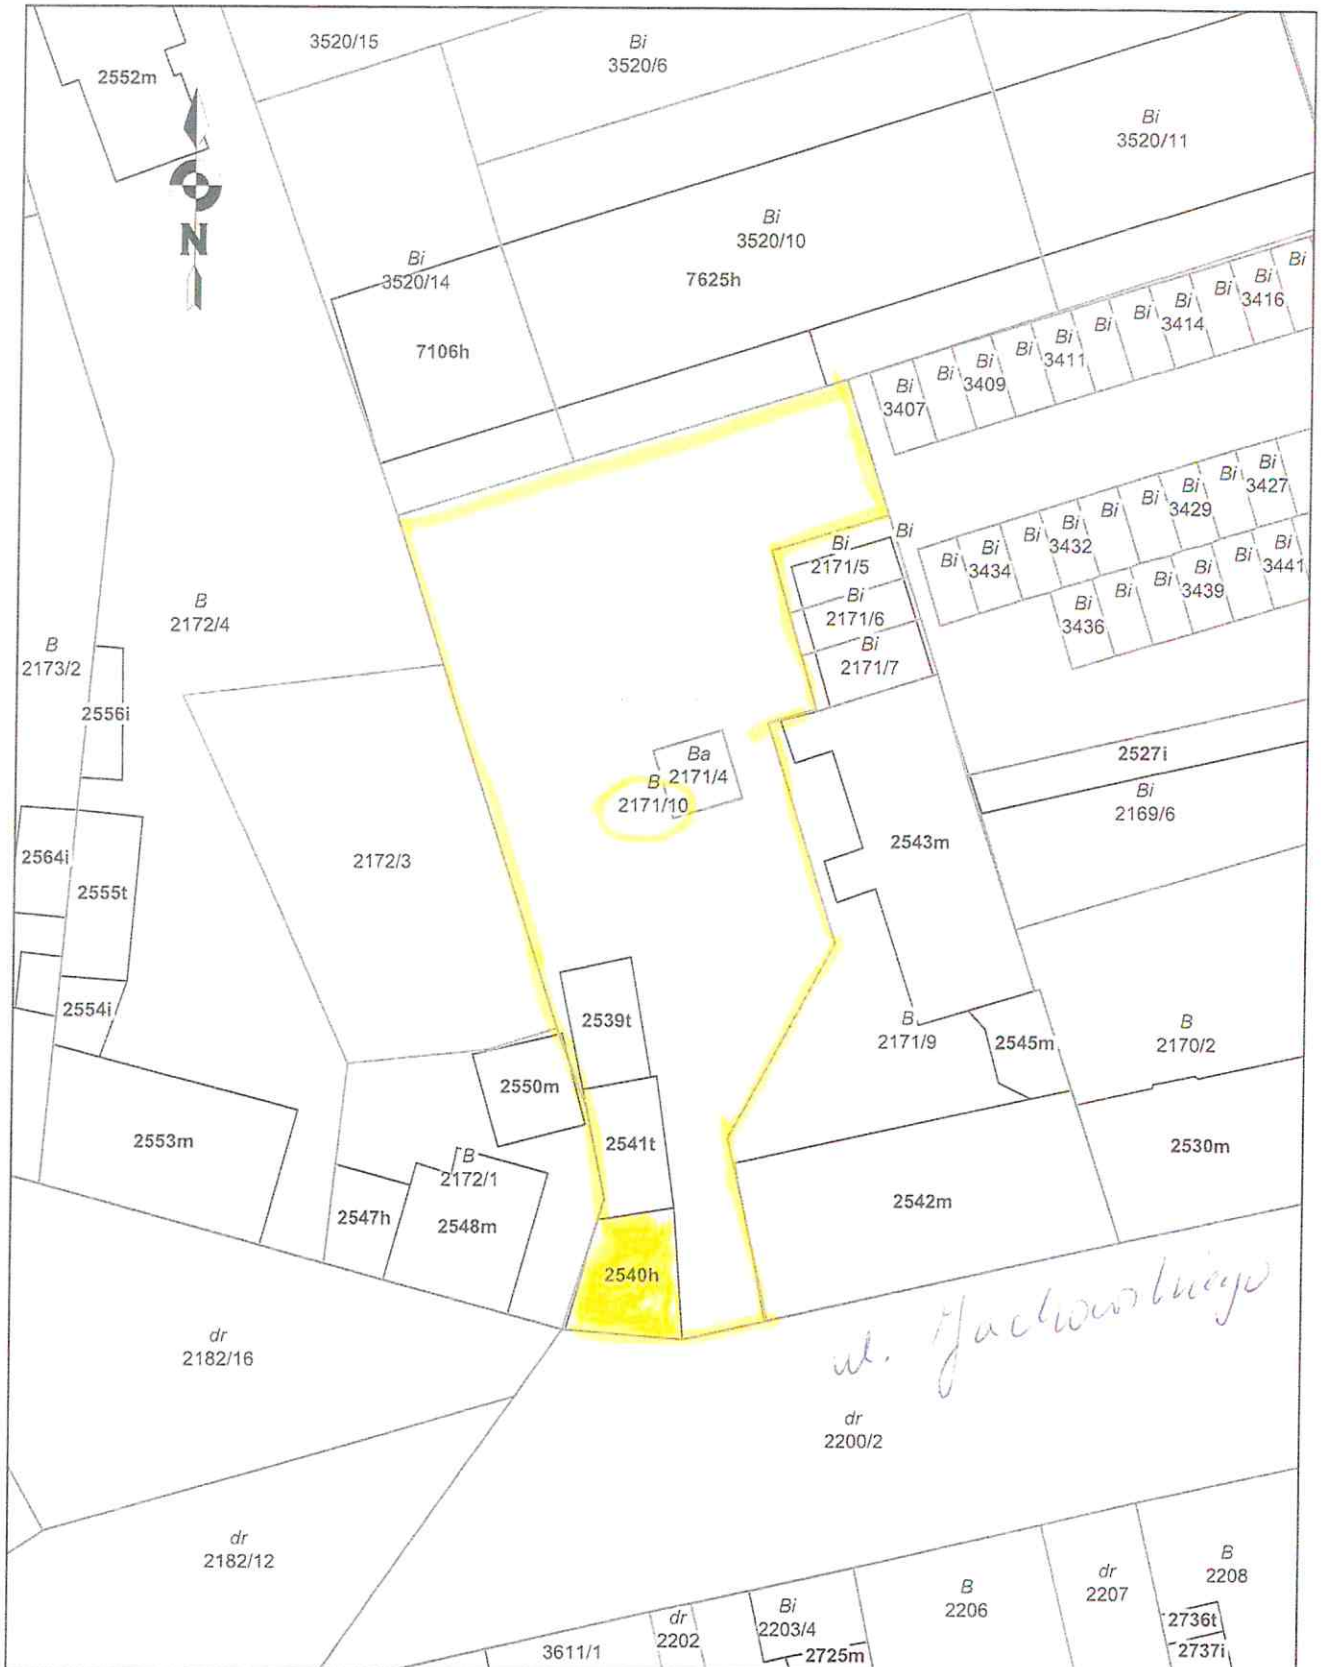 3520/15
Bi
3520/6
2552m
Bi
3520/11
N
Bi
3520/14
Bi
3520/10
7625h
7106h
Bi
3407
Bi
Bi
3409
Bi
Bi
3411
Bi
Bi
Bi
3414
Bi
Bi
3416
Bi
Bi
Bi
3434
Bi
Bi
3432
Bi
Bi
Bi
3429
Bi
Bi
3427
Bi
3436
Bi
Bi
Bi
3439
Bi
Bi
3441
Bi
Bi
2171/5
Bi
2171/6
Bi
2171/7
B
2172/4
B
2173/2
2556i
Ba
2171/4
B
2171/10
2527i
Bi
2169/6
2543m
2564i
2555t
2172/3
2554i
2539t
B
2171/9
2545m
B
2170/2
2550m
2553m
2541t
2530m
B
2172/1
2547h
2548m
2542m
2540h
ul.
dr
2182/16
dr
2200/2
dr
2182/12
B
2208
dr
2207
B
2206
Bi
2203/4
dr
2202
2736t
2737i
3611/1
2725m